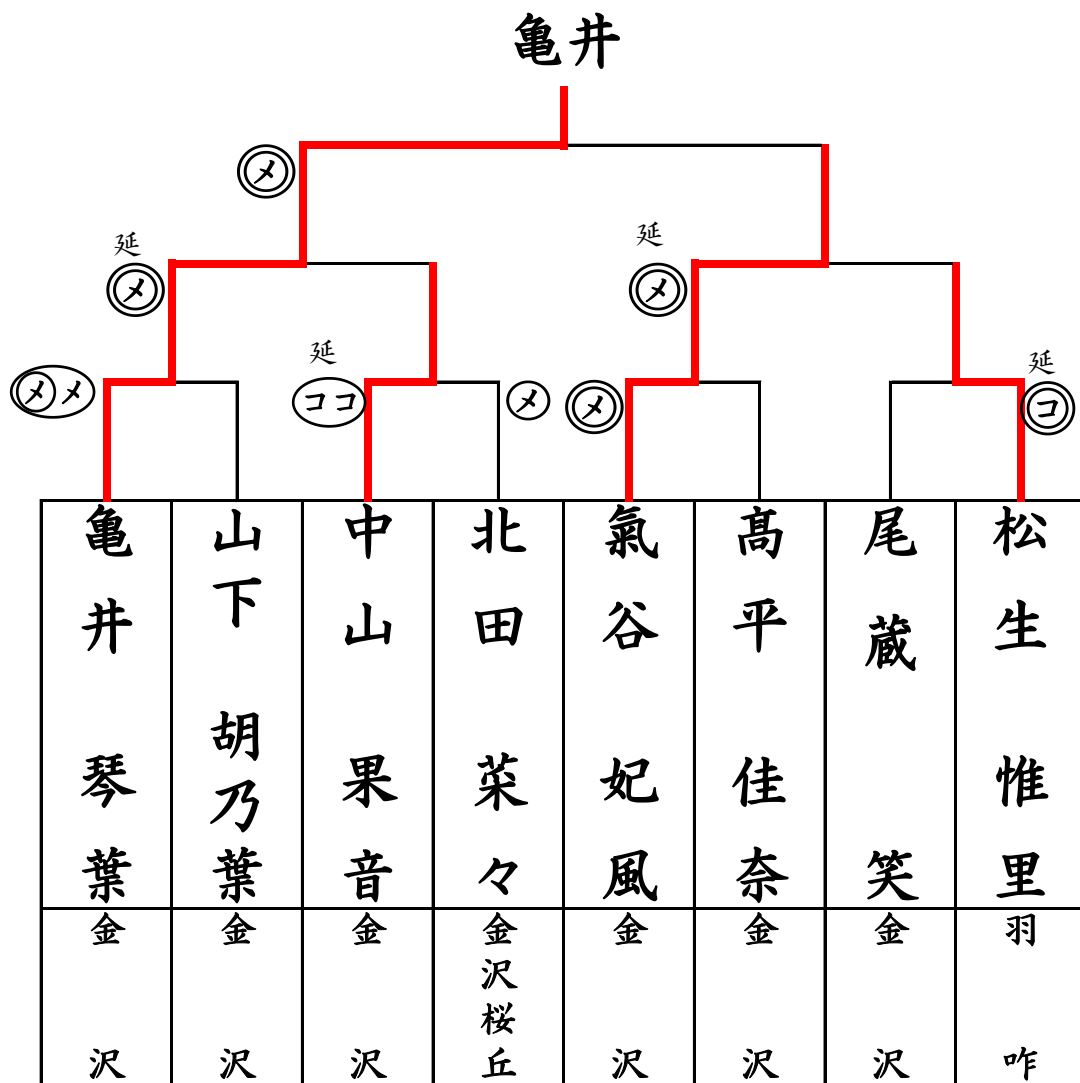 亀井
メ
延
メ
延
メ
メメ
延
ココ
メ
メ
延
コ
亀井 琴葉
山下 胡乃葉
中山 果音
北田 菜々
氣谷 妃風
髙平 佳奈
尾蔵 笑
松生 惟里
金沢
金沢
金沢
金沢桜丘
金沢
金沢
金沢
羽咋